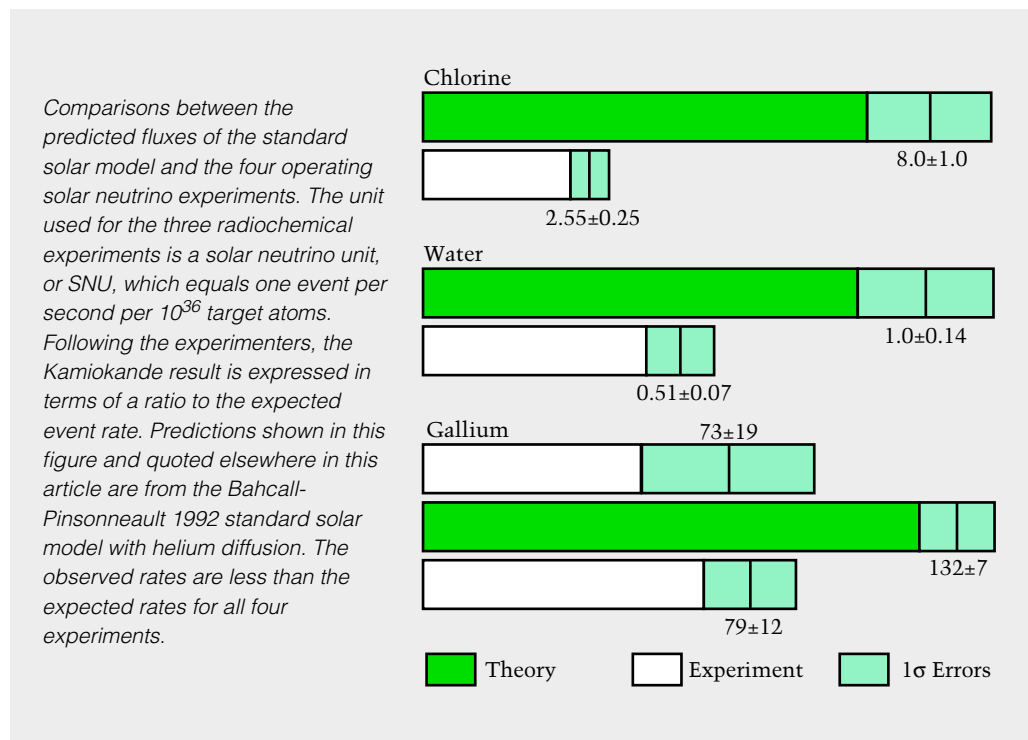 Comparisons between the
predicted fluxes of the standard
solar model and the four operating
solar neutrino experiments. The unit
used for the three radiochemical
experiments is a solar neutrino unit,
or SNU, which equals one event per
second per 10^36 target atoms.
Following the experimenters, the
Kamiokande result is expressed in
terms of a ratio to the expected
event rate. Predictions shown in this
figure and quoted elsewhere in this
article are from the Bahcall-
Pinsonneault 1992 standard solar
model with helium diffusion. The
observed rates are less than the
expected rates for all four
experiments.
Chlorine
8.0±1.0
2.55±0.25
Water
1.0±0.14
0.51±0.07
Gallium
73±19
132±7
79±12
Theory
Experiment
1σ Errors